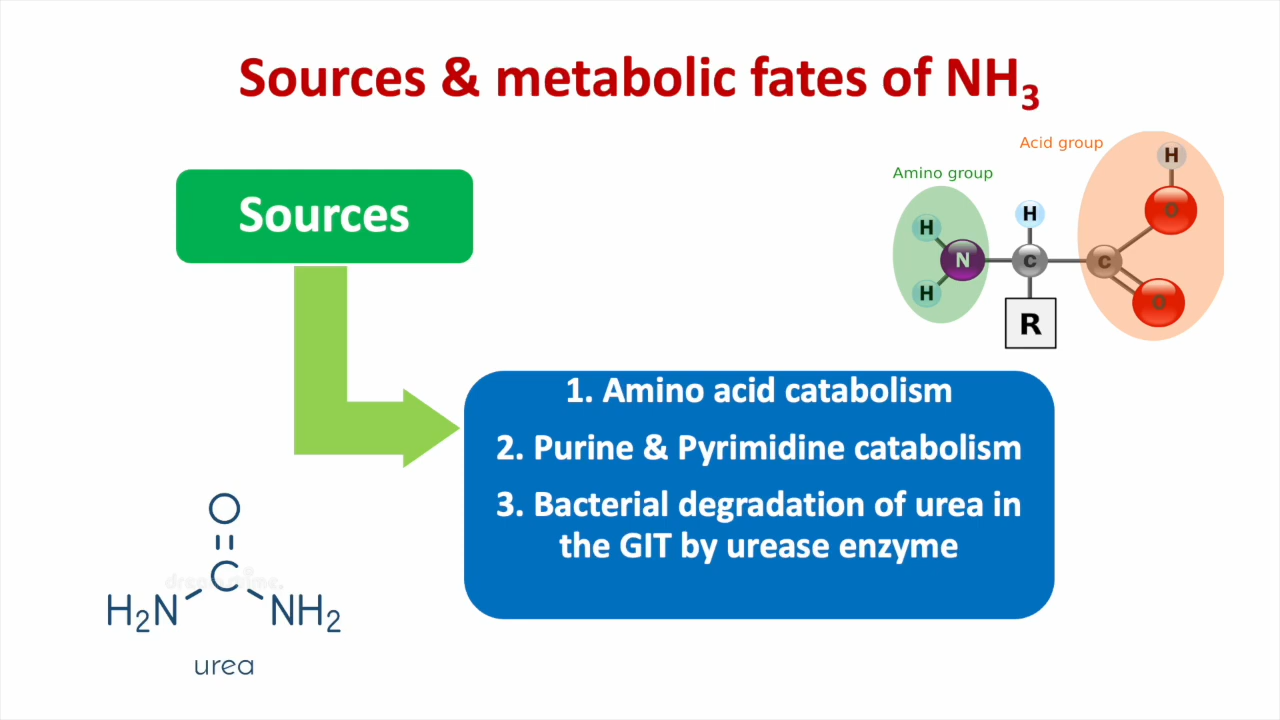 Sources & metabolic fates of NH₃
Sources
Acid group
Amino group
H
H
H
O
N
C
C
H
O
R
1. Amino acid catabolism
2. Purine & Pyrimidine catabolism
3. Bacterial degradation of urea in
the GIT by urease enzyme
O
C
H₂N
NH₂
urea